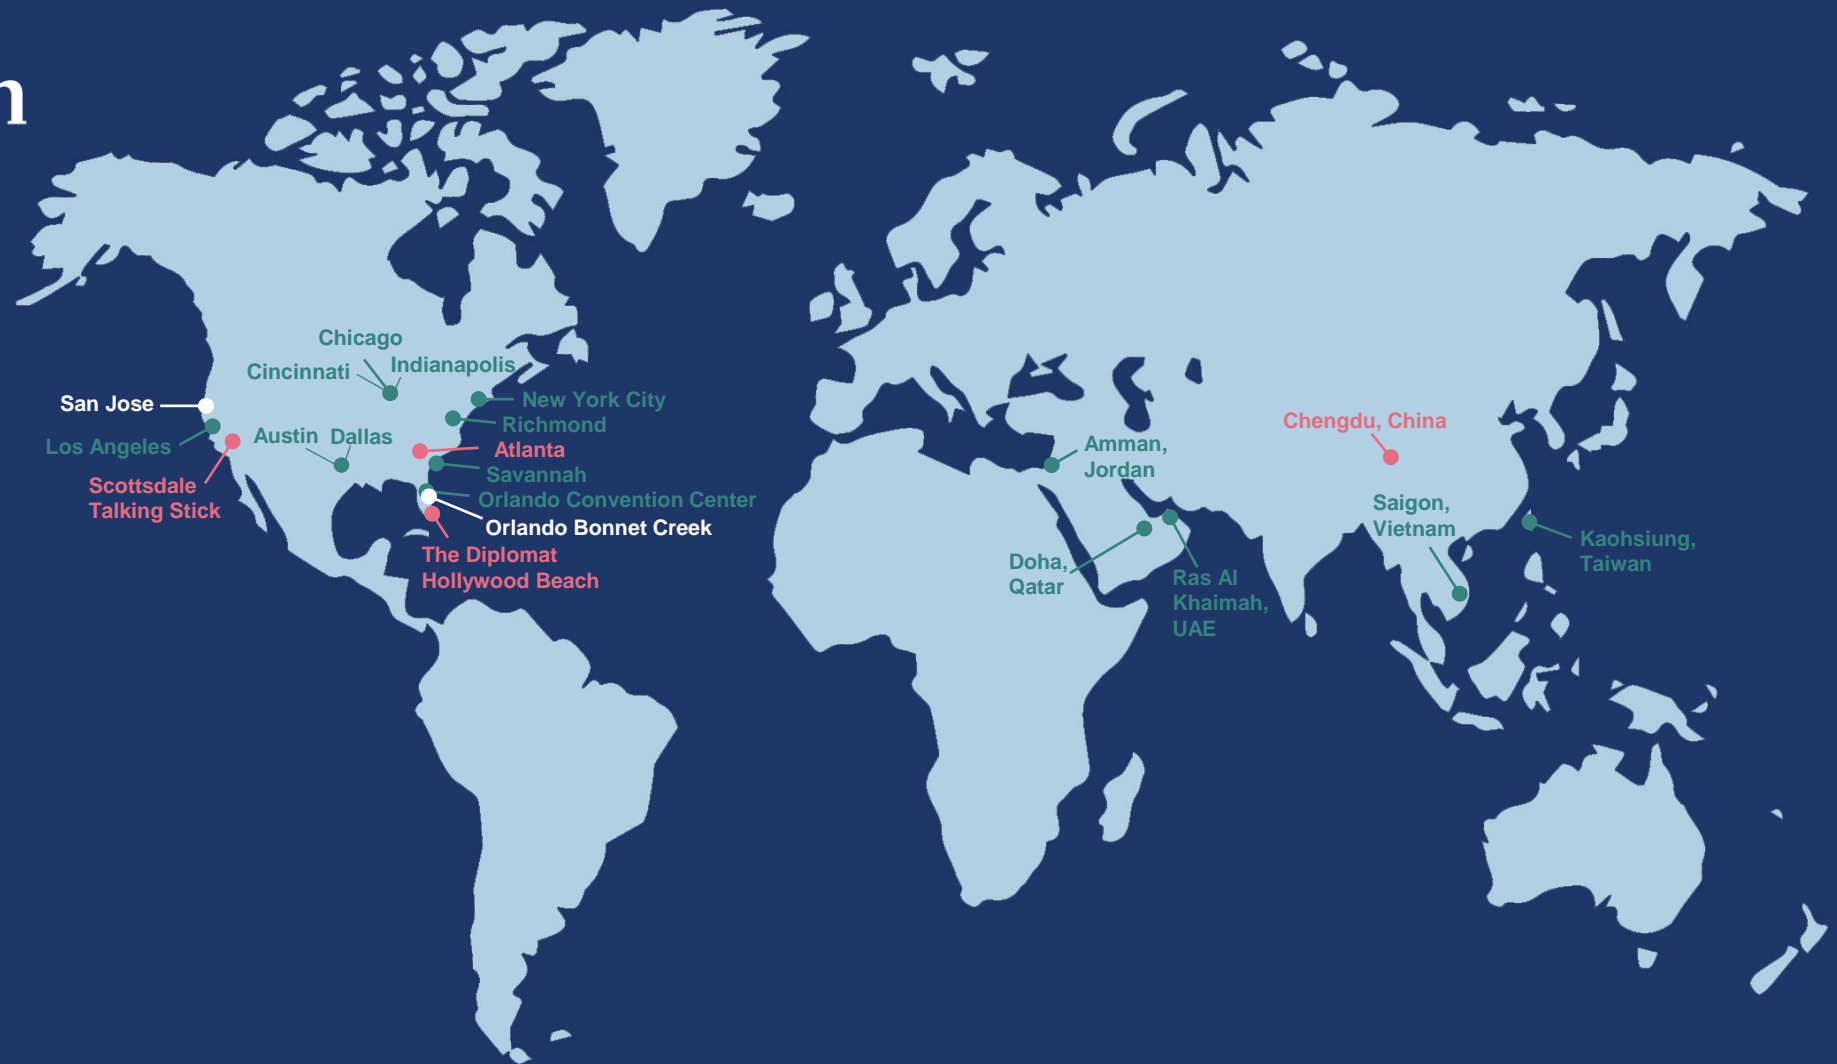 n
Chicago
Indianapolis
Cincinnati
San Jose
New York City
Richmond
Los Angeles
Austin
Dallas
Atlanta
Savannah
Scottsdale
Talking Stick
Orlando Convention Center
Orlando Bonnet Creek
The Diplomat
Hollywood Beach
Amman,
Jordan
Chengdu, China
Saigon,
Vietnam
Kaohsiung,
Taiwan
Doha,
Qatar
Ras Al
Khaimah,
UAE